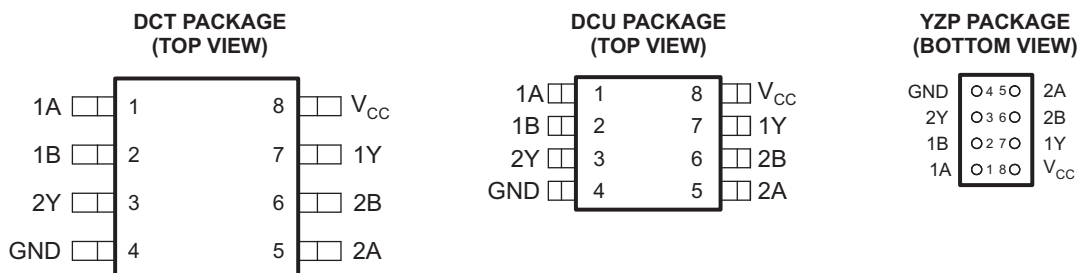 DCT PACKAGE
(TOP VIEW)
1A 1 8 VCC
1B 2 7 1Y
2Y 3 6 2B
GND 4 5 2A
DCU PACKAGE
(TOP VIEW)
1A 1 8 VCC
1B 2 7 1Y
2Y 3 6 2B
GND 4 5 2A
YZP PACKAGE
(BOTTOM VIEW)
GND 4 5 2A
2Y 3 6 2B
1B 2 7 1Y
1A 1 8 VCC